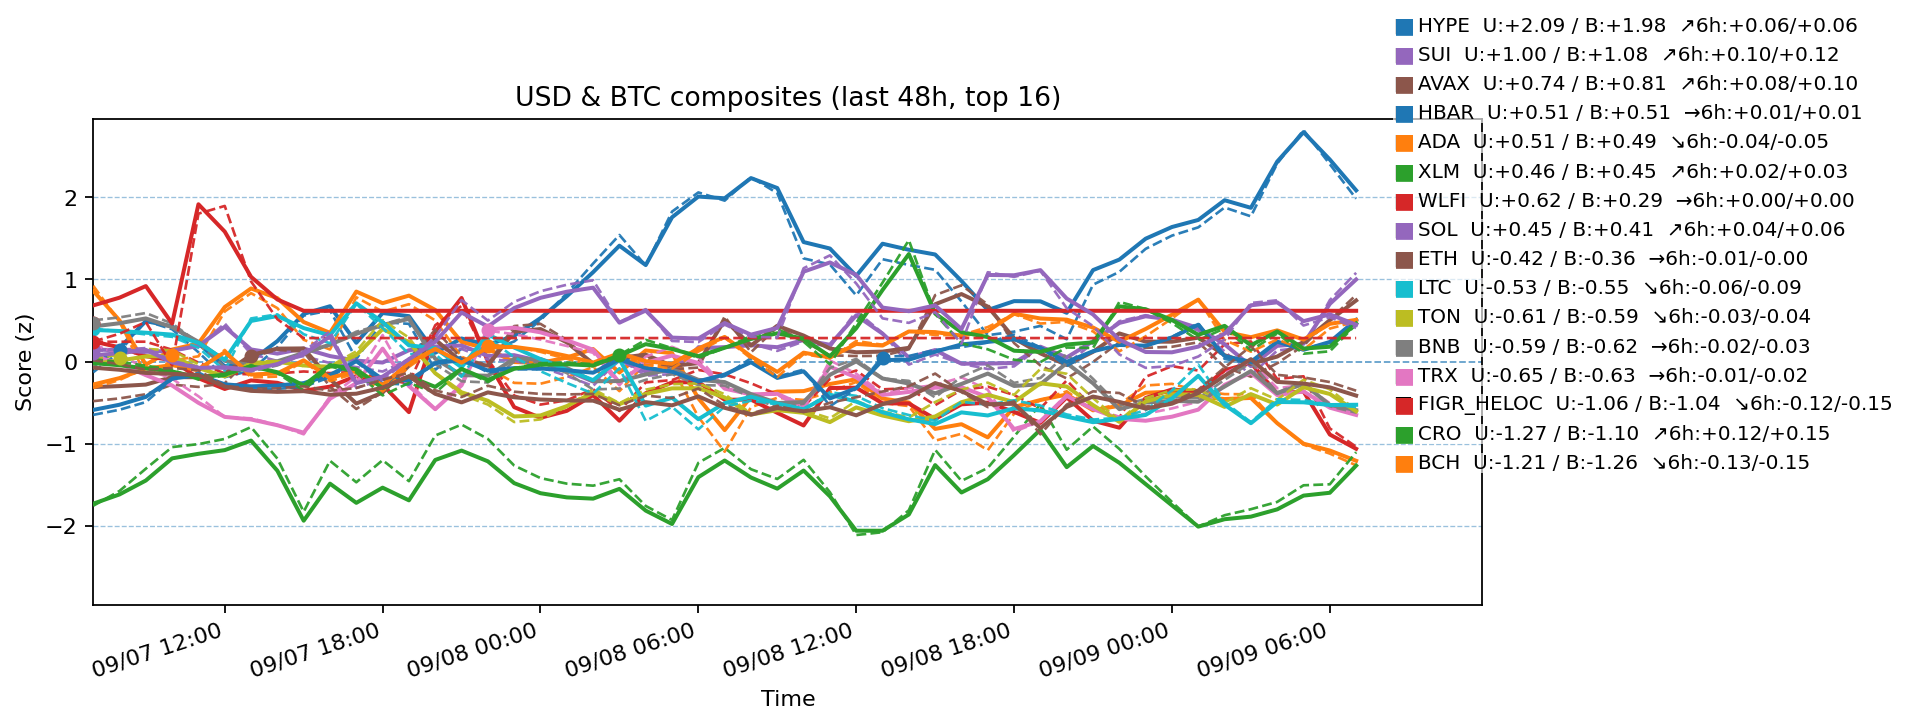 HYPE U:+2.09 / B:+1.98 ↗6h:+0.06/+0.06
SUI U:+1.00 / B:+1.08 ↗6h:+0.10/+0.12
AVAX U:+0.74 / B:+0.81 ↗6h:+0.08/+0.10
HBAR U:+0.51 / B:+0.51 →6h:+0.01/+0.01
ADA U:+0.51 / B:+0.49 ↘6h:-0.04/-0.05
XLM U:+0.46 / B:+0.45 ↗6h:+0.02/+0.03
WLFI U:+0.62 / B:+0.29 →6h:+0.00/+0.00
SOL U:+0.45 / B:+0.41 ↗6h:+0.04/+0.06
ETH U:-0.42 / B:-0.36 →6h:-0.01/-0.00
LTC U:-0.53 / B:-0.55 ↘6h:-0.06/-0.09
TON U:-0.61 / B:-0.59 ↘6h:-0.03/-0.04
BNB U:-0.59 / B:-0.62 →6h:-0.02/-0.03
TRX U:-0.65 / B:-0.63 →6h:-0.01/-0.02
FIGR_HELOC U:-1.06 / B:-1.04 ↘6h:-0.12/-0.15
CRO U:-1.27 / B:-1.10 ↗6h:+0.12/+0.15
BCH U:-1.21 / B:-1.26 ↘6h:-0.13/-0.15
USD & BTC composites (last 48h, top 16)
Score (z)
2
1
0
−1
−2
09/07 12:00
09/07 18:00
09/08 00:00
09/08 06:00
09/08 12:00
09/08 18:00
09/09 00:00
09/09 06:00
Time